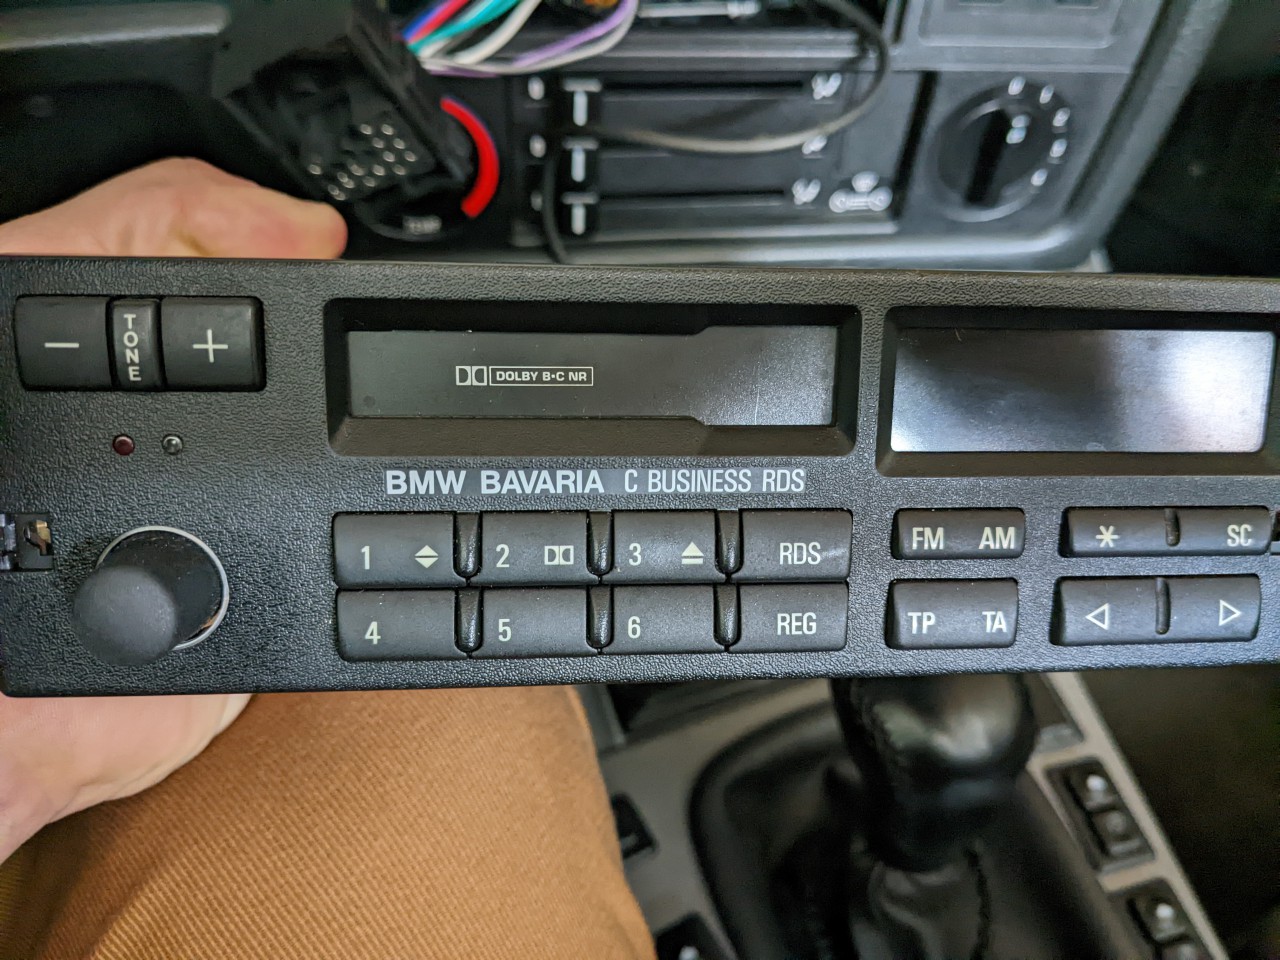 − TONE +
DOLBY B•C NR
BMW BAVARIA C BUSINESS RDS
1 2 3 RDS
FM AM
* SC
4 5 6 REG
TP TA